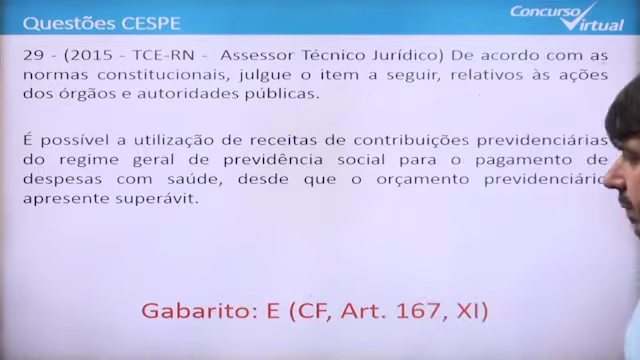 Questões CESPE
Concurso
Virtual
29 - (2015 - TCE-RN - Assessor Técnico Jurídico) De acordo com as
normas constitucionais, julgue o item a seguir, relativos às ações
dos órgãos e autoridades públicas.
É possível a utilização de receitas de contribuições previdenciárias
do regime geral de previdência social para o pagamento de
despesas com saúde, desde que o orçamento previdenciário
apresente superávit.
Gabarito: E (CF, Art. 167, XI)